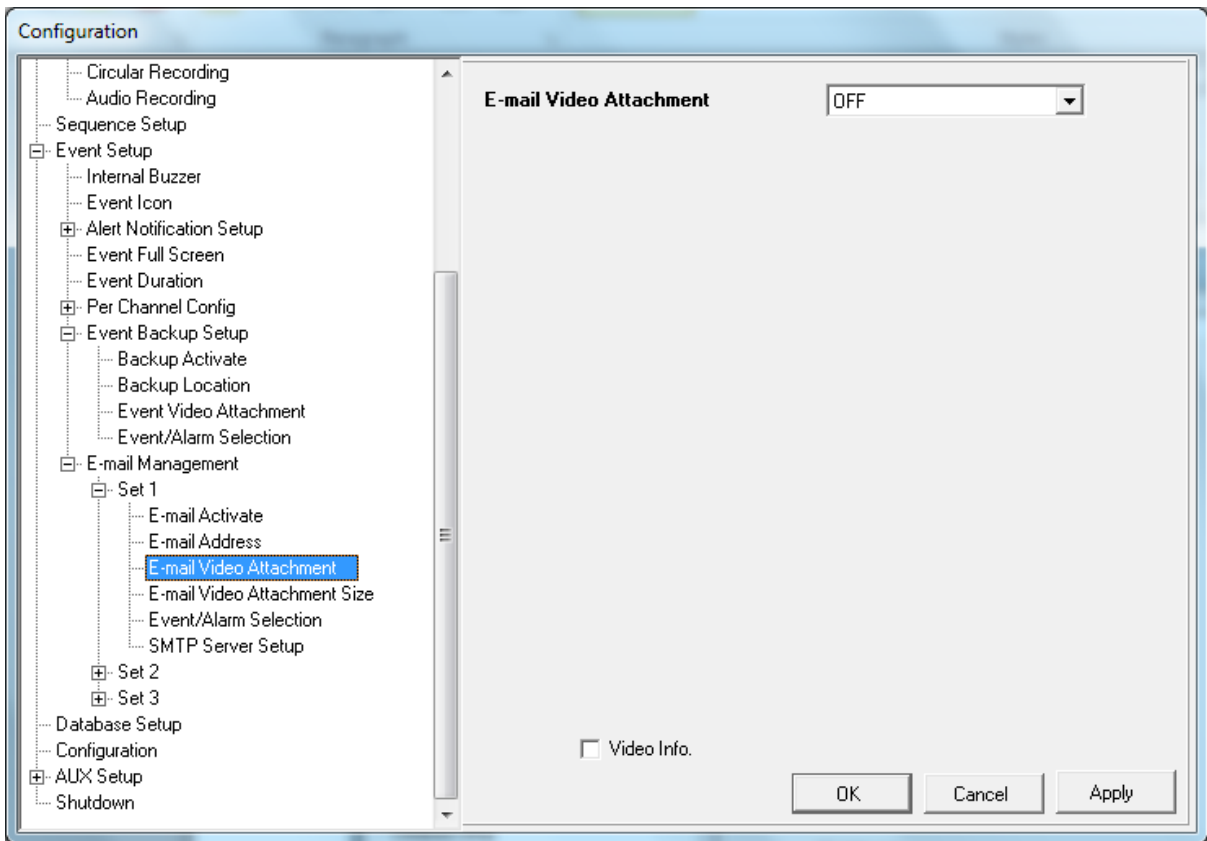 Configuration
Circular Recording
Audio Recording
Sequence Setup
Event Setup
Internal Buzzer
Event Icon
Alert Notification Setup
Event Full Screen
Event Duration
Per Channel Config
Event Backup Setup
Backup Activate
Backup Location
Event Video Attachment
Event/Alarm Selection
E-mail Management
Set 1
E-mail Activate
E-mail Address
E-mail Video Attachment
E-mail Video Attachment Size
Event/Alarm Selection
SMTP Server Setup
Set 2
Set 3
Database Setup
Configuration
AUX Setup
Shutdown
E-mail Video Attachment OFF
Video Info.
OK Cancel Apply